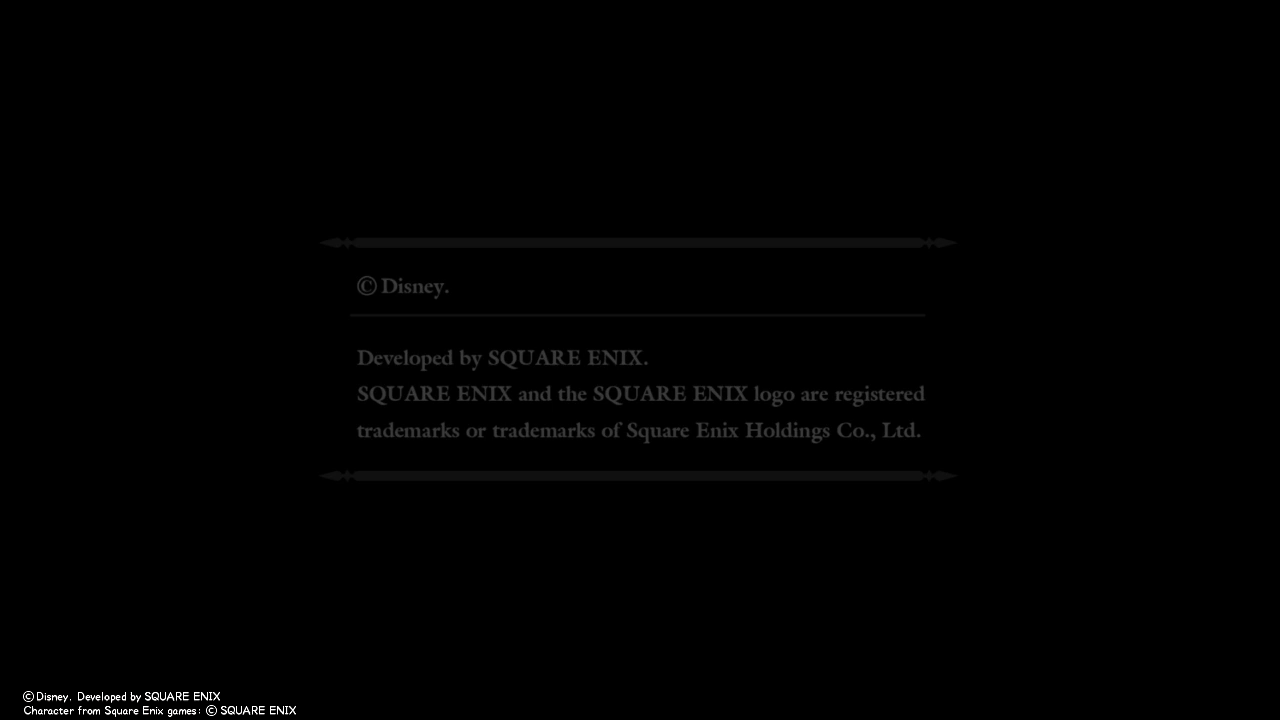 © Disney.
Developed by SQUARE ENIX.
SQUARE ENIX and the SQUARE ENIX logo are registered
trademarks or trademarks of Square Enix Holdings Co., Ltd.
© Disney. Developed by SQUARE ENIX
Character from Square Enix games: © SQUARE ENIX